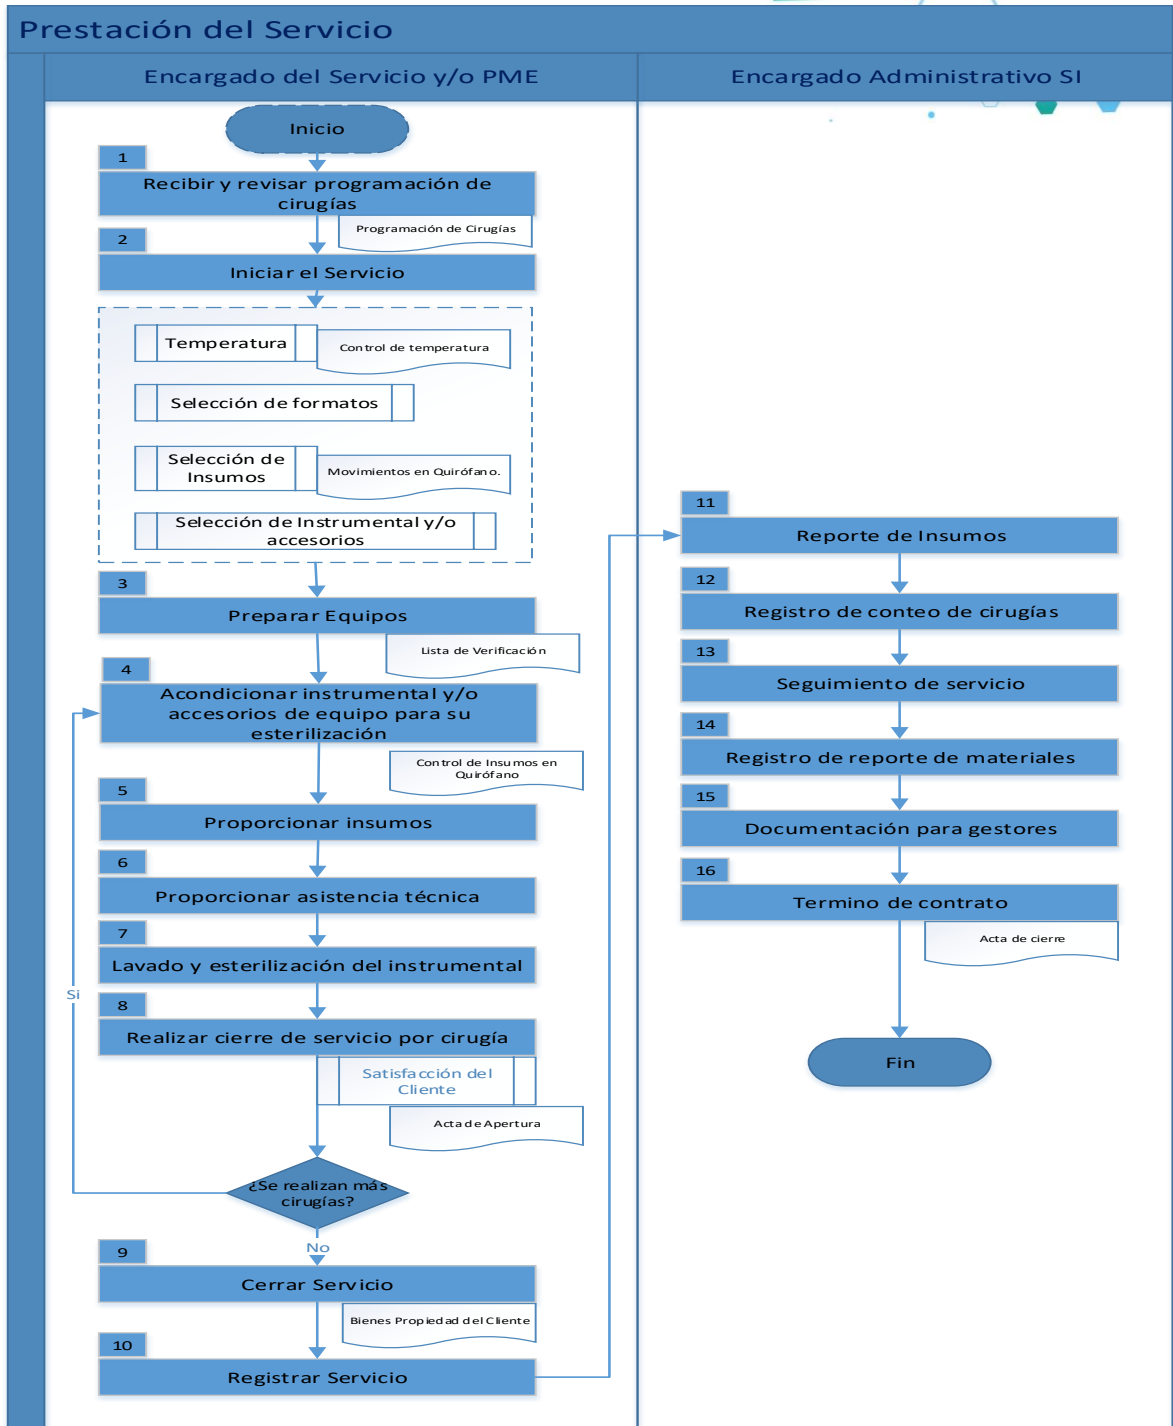 Prestación del Servicio
Encargado del Servicio y/o PME
Encargado Administrativo SI
Inicio
1
Recibir y revisar programación de
cirugías
Programación de Cirugías
2
Iniciar el Servicio
Temperatura
Control de temperatura
Selección de formatos
Selección de
Insumos
Movimientos en Quirófano.
Selección de Instrumental y/o
accesorios
3
Preparar Equipos
Lista de Verificación
4
Acondicionar instrumental y/o
accesorios de equipo para su
esterilización
Control de Insumos en
Quirófano
5
Proporcionar insumos
6
Proporcionar asistencia técnica
7
Lavado y esterilización del instrumental
8
Realizar cierre de servicio por cirugía
Satisfacción del
Cliente
Acta de Apertura
¿Se realizan más
cirugías?
Si
No
9
Cerrar Servicio
Bienes Propiedad del Cliente
10
Registrar Servicio
11
Reporte de Insumos
12
Registro de conteo de cirugías
13
Seguimiento de servicio
14
Registro de reporte de materiales
15
Documentación para gestores
16
Termino de contrato
Acta de cierre
Fin